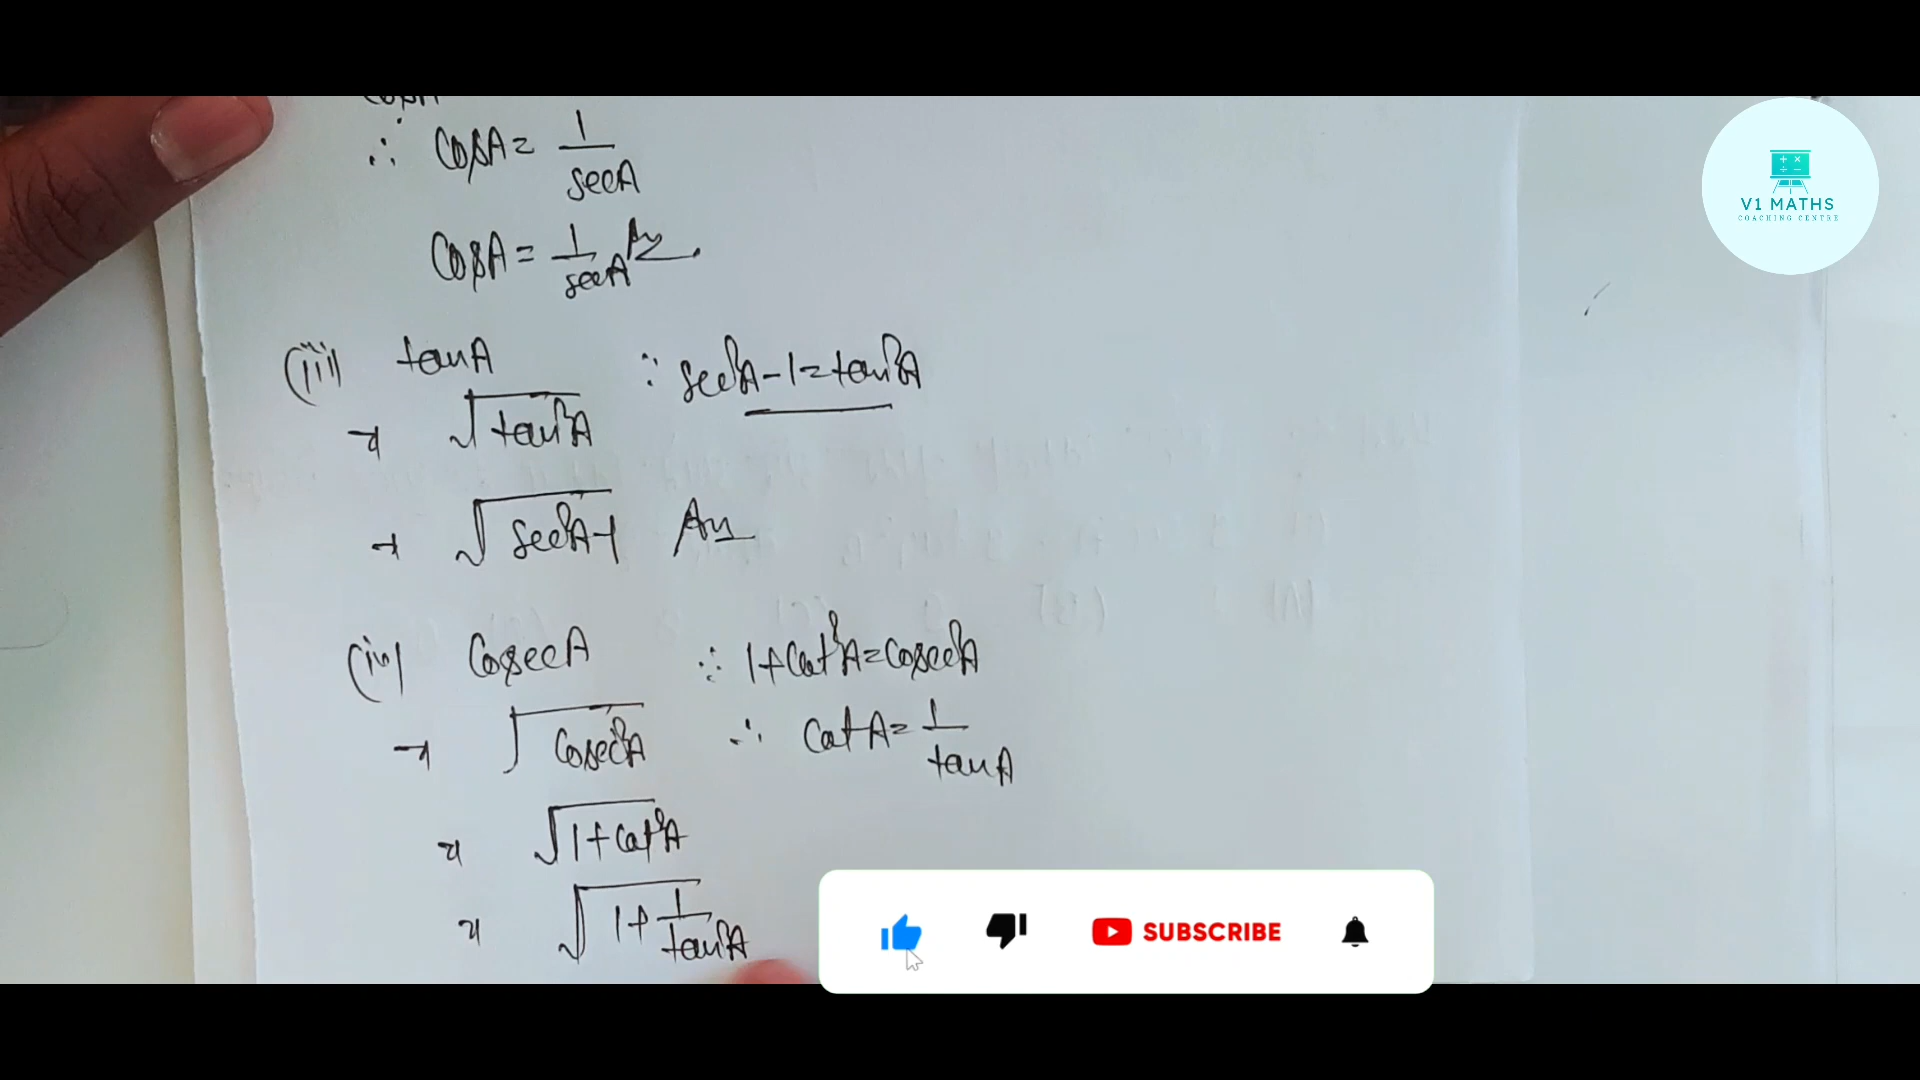 ∴ CosA = 1/secA
CosA = 1/secA Ans.
(iii) tanA ∵ sec²A - 1 = tan²A
⇒ √tan²A
⇒ √sec²A-1 Ans
(iv) CosecA ∵ 1+Cot²A = Cosec²A
⇒ √Cosec²A ∴ Cot A = 1/tanA
⇒ √1+Cot²A
⇒ √1+1/tan²A
V1 MATHS
COACHING CENTRE
SUBSCRIBE